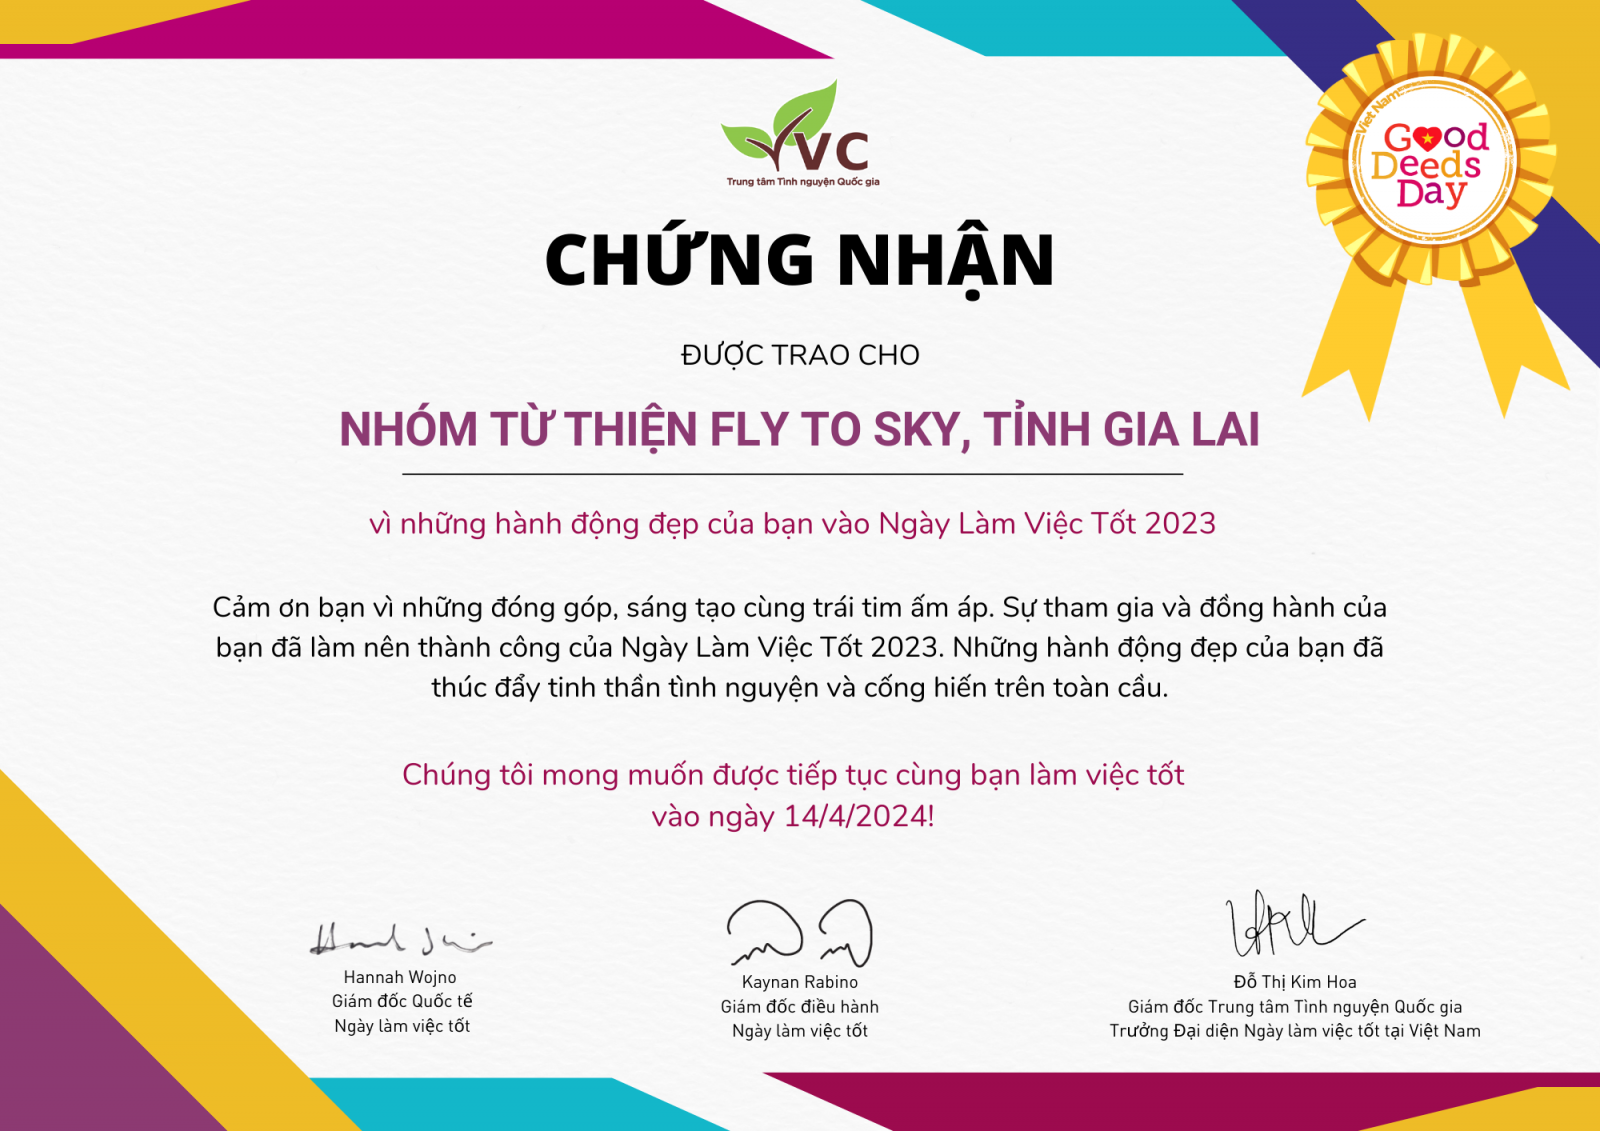 VVC
Trung tâm Tình nguyện Quốc gia
Viet Nam
Good
Deeds
Day
CHỨNG NHẬN
ĐƯỢC TRAO CHO
NHÓM TỪ THIỆN FLY TO SKY, TỈNH GIA LAI
vì những hành động đẹp của bạn vào Ngày Làm Việc Tốt 2023
Cảm ơn bạn vì những đóng góp, sáng tạo cùng trái tim ấm áp. Sự tham gia và đồng hành của
bạn đã làm nên thành công của Ngày Làm Việc Tốt 2023. Những hành động đẹp của bạn đã
thúc đẩy tinh thần tình nguyện và cống hiến trên toàn cầu.
Chúng tôi mong muốn được tiếp tục cùng bạn làm việc tốt
vào ngày 14/4/2024!
Hannah Wojno
Giám đốc Quốc tế
Ngày làm việc tốt
Kaynan Rabino
Giám đốc điều hành
Ngày làm việc tốt
Đỗ Thị Kim Hoa
Giám đốc Trung tâm Tình nguyện Quốc gia
Trưởng Đại diện Ngày làm việc tốt tại Việt Nam